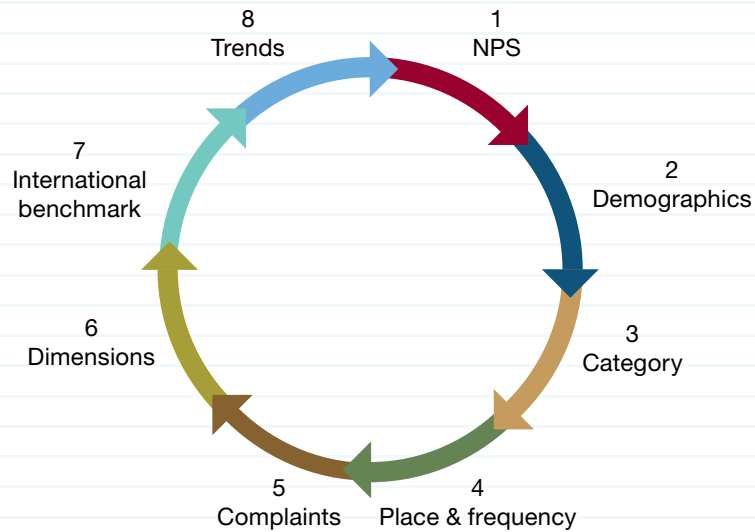 1
NPS
2
Demographics
3
Category
4
Place & frequency
5
Complaints
6
Dimensions
7
International
benchmark
8
Trends